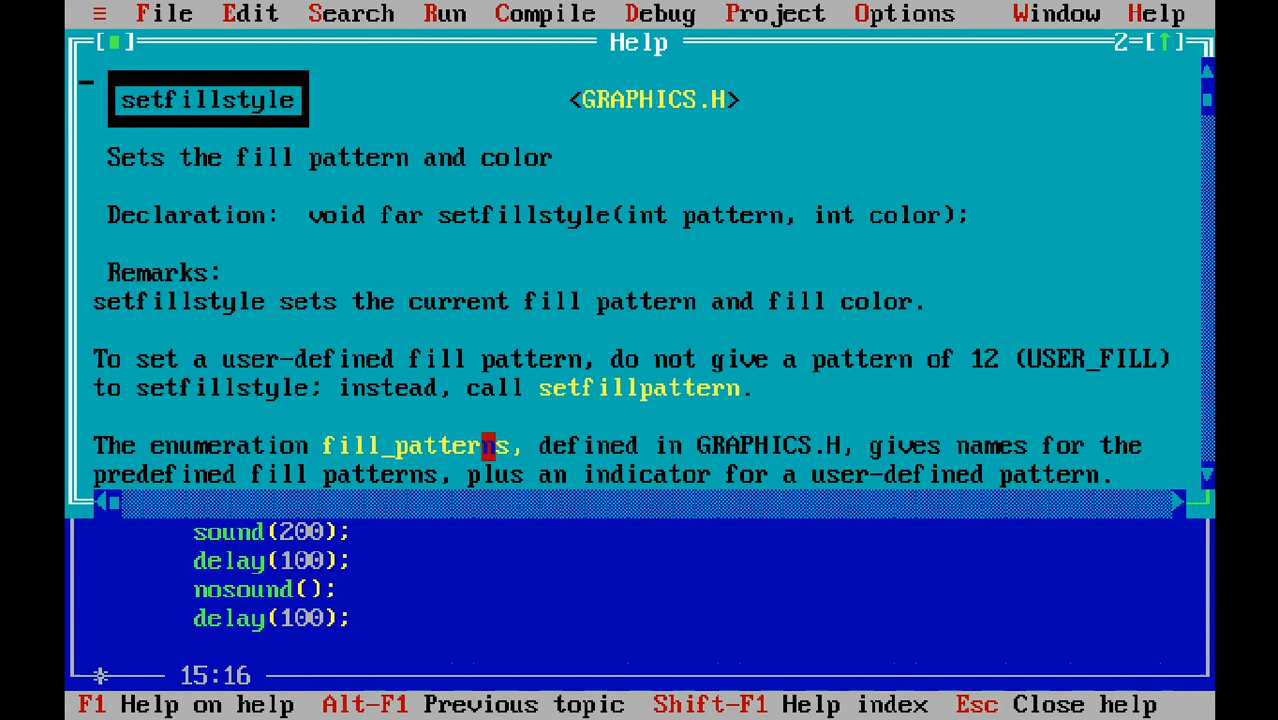 ≡ File Edit Search Run Compile Debug Project Options Window Help
[■] Help 2=[↑]
setfillstyle <GRAPHICS.H>
Sets the fill pattern and color
Declaration: void far setfillstyle(int pattern, int color);
Remarks:
setfillstyle sets the current fill pattern and fill color.
To set a user-defined fill pattern, do not give a pattern of 12 (USER_FILL)
to setfillstyle; instead, call setfillpattern.
The enumeration fill_patterns, defined in GRAPHICS.H, gives names for the
predefined fill patterns, plus an indicator for a user-defined pattern.
sound(200);
delay(100);
nosound();
delay(100);
15:16
F1 Help on help Alt-F1 Previous topic Shift-F1 Help index Esc Close help